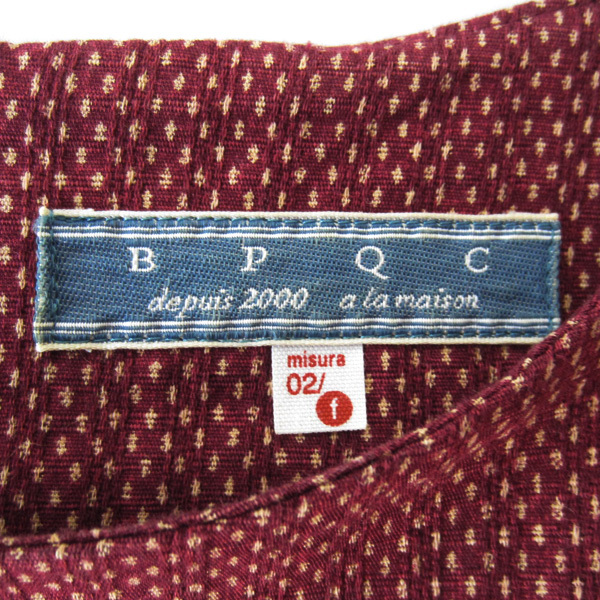 B P Q C
depuis 2000 a la maison
misura
02/
f